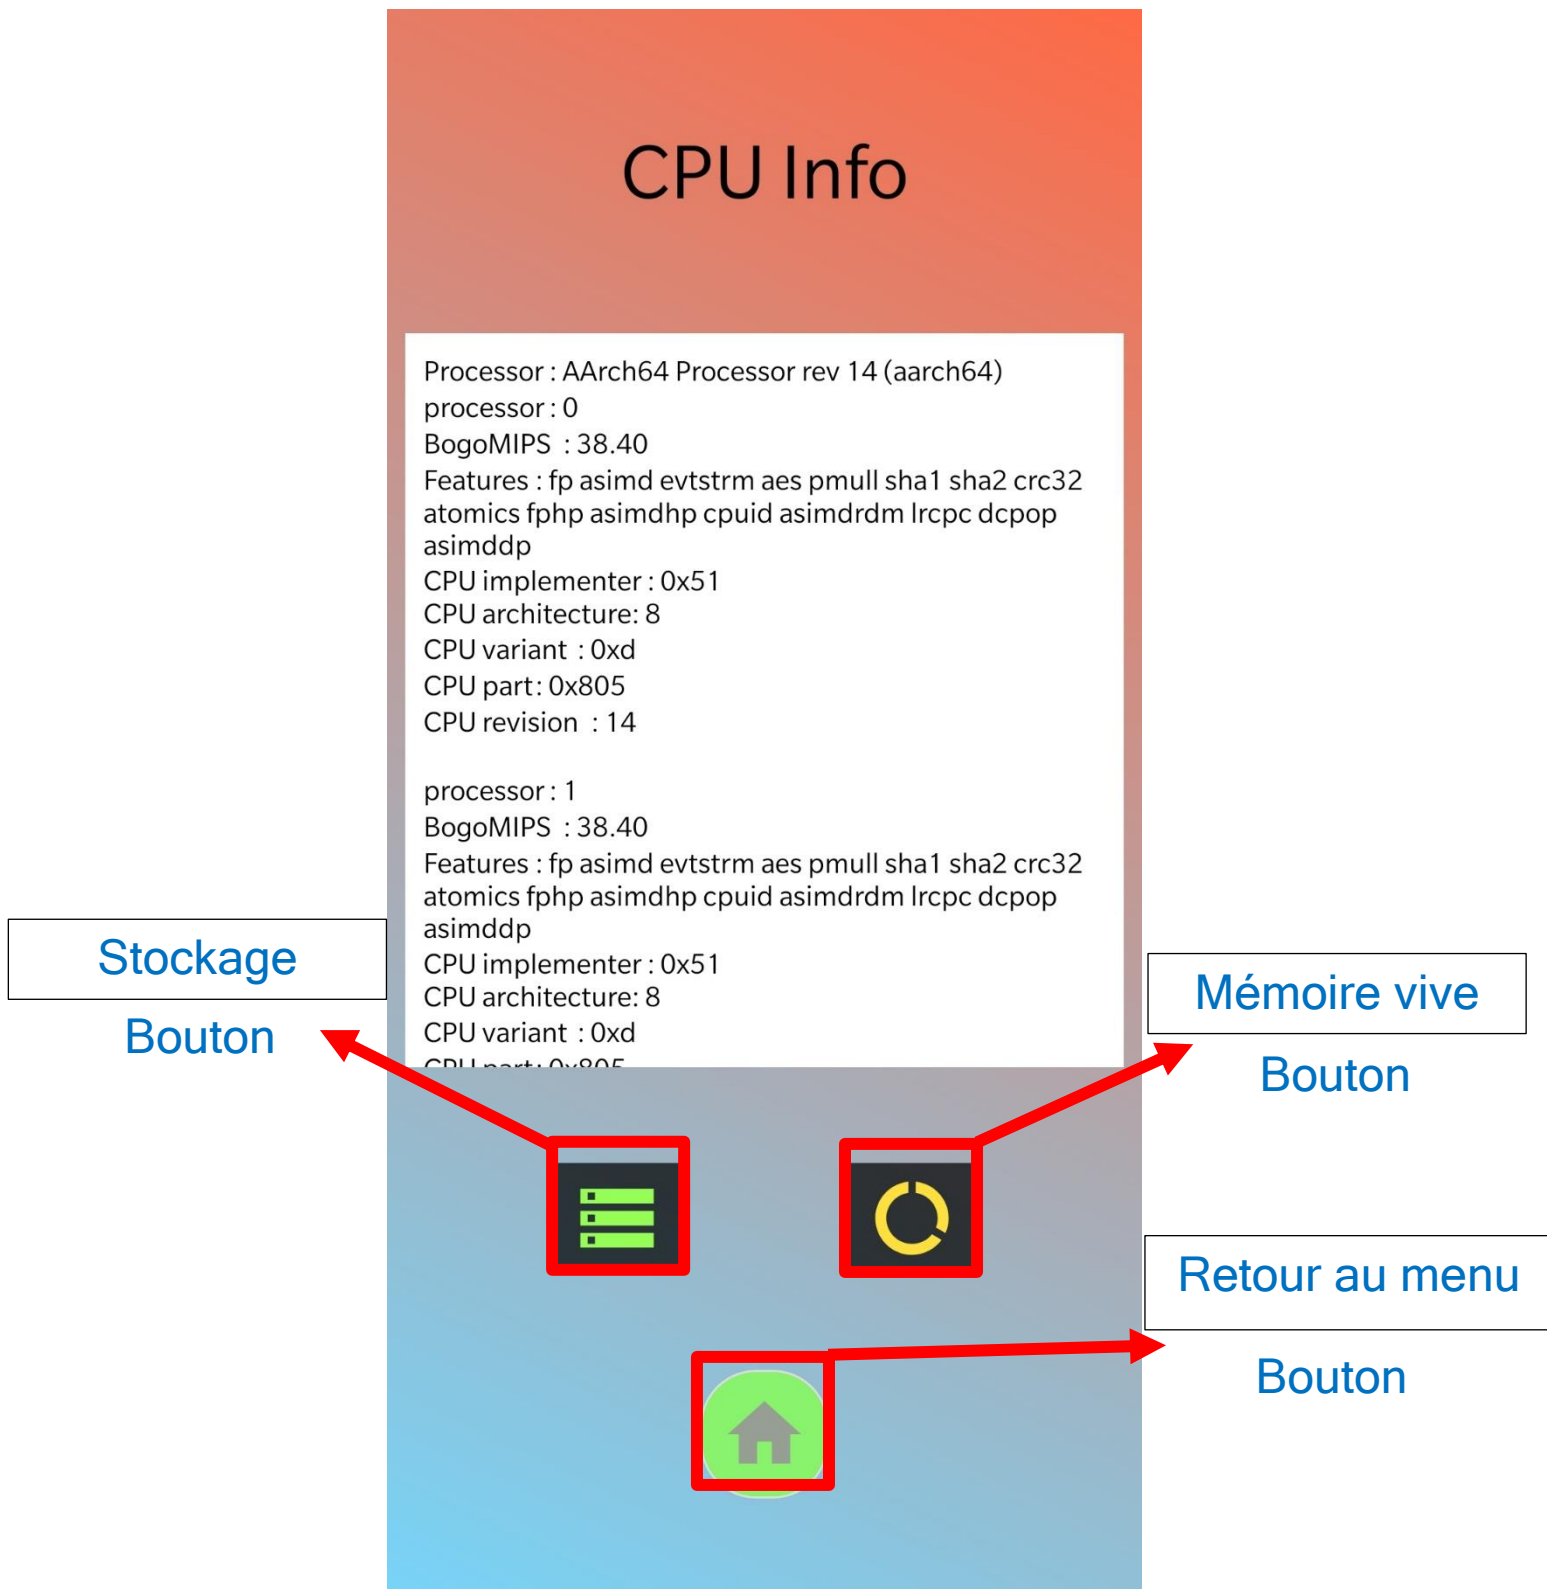 CPU Info
Processor : AArch64 Processor rev 14 (aarch64)
processor : 0
BogoMIPS : 38.40
Features : fp asimd evtstrm aes pmull sha1 sha2 crc32
atomics fphp asimdhp cpuid asimdrdm lrcpc dcpop
asimddp
CPU implementer : 0x51
CPU architecture: 8
CPU variant : 0xd
CPU part : 0x805
CPU revision : 14
processor : 1
BogoMIPS : 38.40
Features : fp asimd evtstrm aes pmull sha1 sha2 crc32
atomics fphp asimdhp cpuid asimdrdm lrcpc dcpop
asimddp
CPU implementer : 0x51
CPU architecture: 8
CPU variant : 0xd
CPU part : 0x805
Stockage
Bouton
Mémoire vive
Bouton
Retour au menu
Bouton